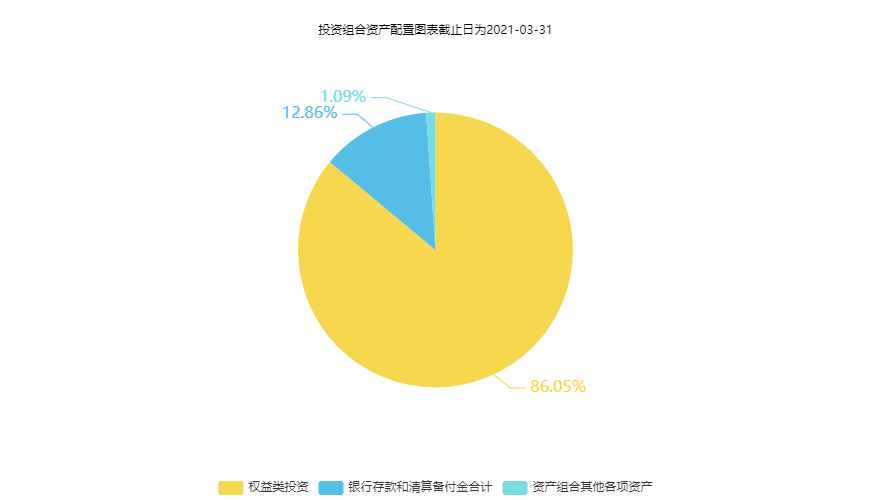 投资组合资产配置图表截止日为2021-03-31
1.09%
12.86%
86.05%
权益类投资 银行存款和清算备付金合计 资产组合其他各项资产